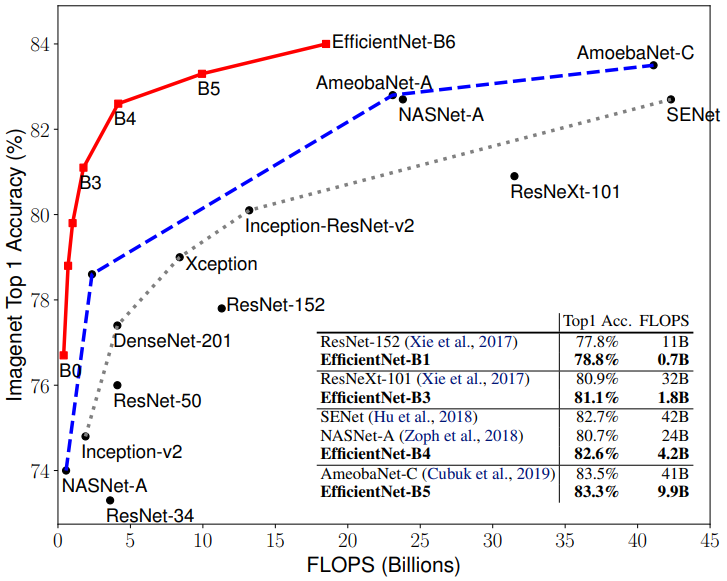 84
82
80
78
76
74
Imagenet Top 1 Accuracy (%)
EfficientNet-B6
AmoebaNet-C
AmeobaNet-A
B5
NASNet-A
SENet
B4
B3
ResNeXt-101
Inception-ResNet-v2
Xception
ResNet-152
DenseNet-201
B0
ResNet-50
Inception-v2
NASNet-A
ResNet-34
Top1 Acc. FLOPS
ResNet-152 (Xie et al., 2017) 77.8% 11B
EfficientNet-B1 78.8% 0.7B
ResNeXt-101 (Xie et al., 2017) 80.9% 32B
EfficientNet-B3 81.1% 1.8B
SENet (Hu et al., 2018) 82.7% 42B
NASNet-A (Zoph et al., 2018) 80.7% 24B
EfficientNet-B4 82.6% 4.2B
AmeobaNet-C (Cubuk et al., 2019) 83.5% 41B
EfficientNet-B5 83.3% 9.9B
0 5 10 15 20 25 30 35 40 45
FLOPS (Billions)